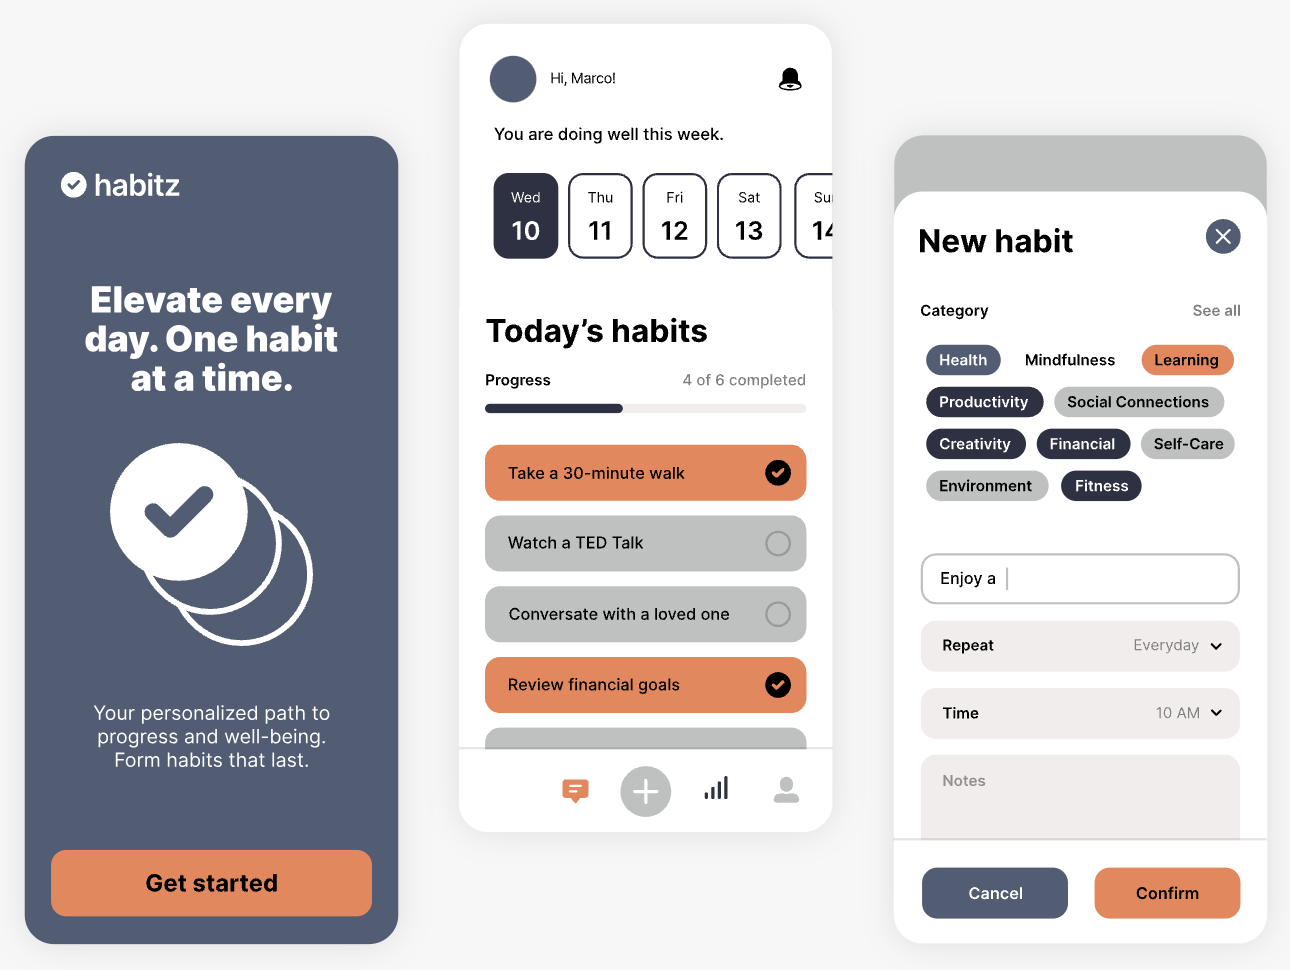 habitz
Elevate every
day. One habit
at a time.
Your personalized path to
progress and well-being.
Form habits that last.
Get started
Hi, Marco!
You are doing well this week.
Wed Thu Fri Sat Sun
10 11 12 13 14
Today’s habits
Progress 4 of 6 completed
Take a 30-minute walk
Watch a TED Talk
Conversate with a loved one
Review financial goals
New habit
Category See all
Health Mindfulness Learning
Productivity Social Connections
Creativity Financial Self-Care
Environment Fitness
Enjoy a
Repeat Everyday
Time 10 AM
Notes
Cancel Confirm